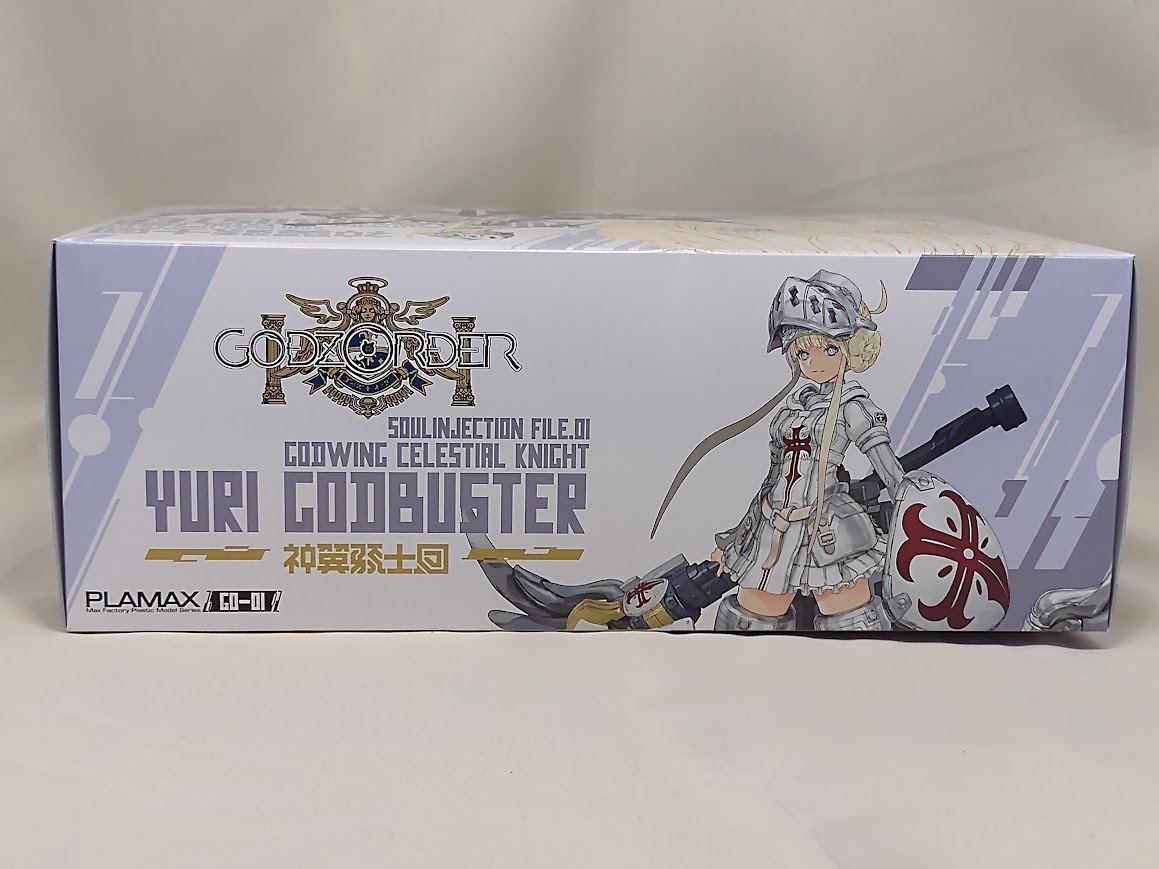 GODZORDER
SOULINJECTION FILE.01
GODWING CELESTIAL KNIGHT
YURI GODBUSTER
神翼騎士団
PLAMAX GO-01
Max Factory Plastic Model Series